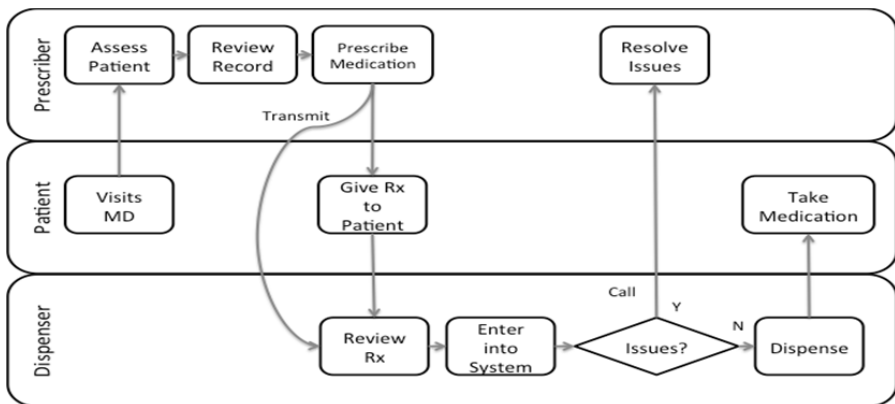 Prescriber
Assess
Patient
Review
Record
Prescribe
Medication
Resolve
Issues
Transmit
Patient
Visits
MD
Give Rx
to
Patient
Take
Medication
Dispenser
Call
Y
Review
Rx
Enter
into
System
Issues?
N
Dispense